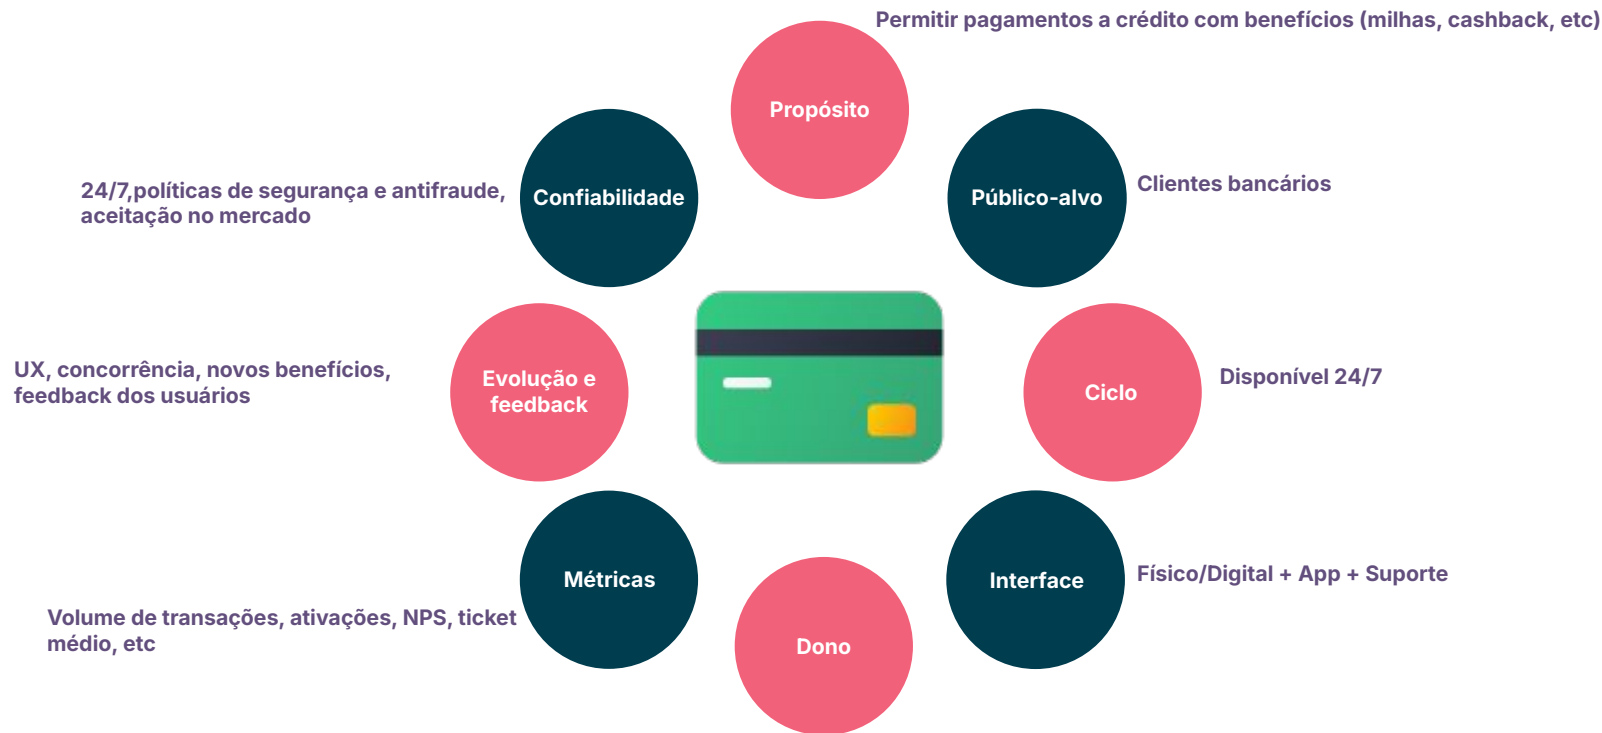 Permitir pagamentos a crédito com benefícios (milhas, cashback, etc)
Propósito
Confiabilidade
24/7,políticas de segurança e antifraude,
aceitação no mercado
Público-alvo
Clientes bancários
UX, concorrência, novos benefícios,
feedback dos usuários
Evolução e
feedback
Ciclo
Disponível 24/7
Métricas
Volume de transações, ativações, NPS, ticket
médio, etc
Interface
Físico/Digital + App + Suporte
Dono